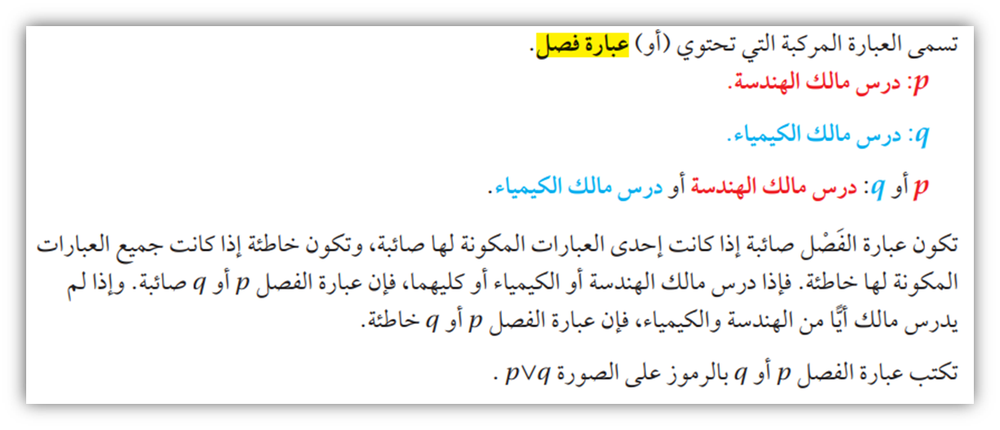 تسمى العبارة المركبة التي تحتوي (أو) عبارة فصل.
p: درس مالك الهندسة.
q: درس مالك الكيمياء.
p أو q: درس مالك الهندسة أو درس مالك الكيمياء.
تكون عبارة الفَصْل صائبة إذا كانت إحدى العبارات المكونة لها صائبة، وتكون خاطئة إذا كانت جميع العبارات
المكونة لها خاطئة. فإذا درس مالك الهندسة أو الكيمياء أو كليهما، فإن عبارة الفصل p أو q صائبة. وإذا لم
يدرس مالك أيًّا من الهندسة والكيمياء، فإن عبارة الفصل p أو q خاطئة.
تكتب عبارة الفصل p أو q بالرموز على الصورة p∨q .